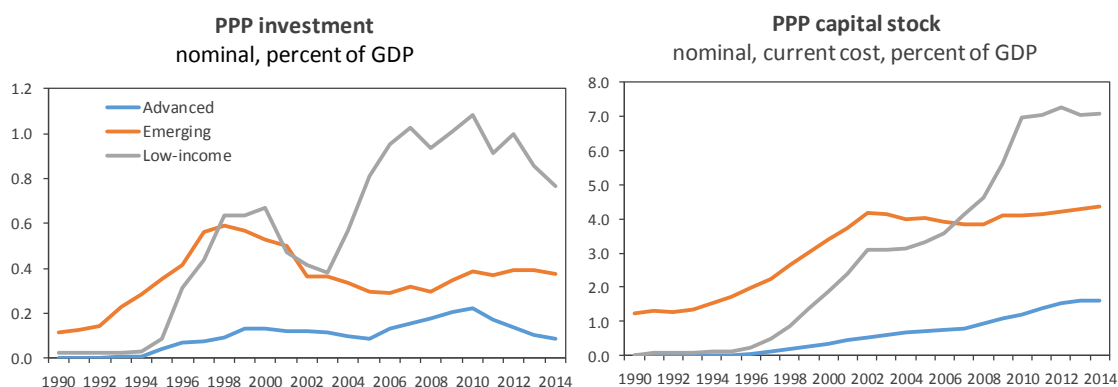 PPP investment
nominal, percent of GDP
1.2
1.0
0.8
0.6
0.4
0.2
0.0
Advanced
Emerging
Low-income
1990 1992 1994 1996 1998 2000 2002 2004 2006 2008 2010 2012 2014
PPP capital stock
nominal, current cost, percent of GDP
8.0
7.0
6.0
5.0
4.0
3.0
2.0
1.0
0.0
1990 1992 1994 1996 1998 2000 2002 2004 2006 2008 2010 2012 2014